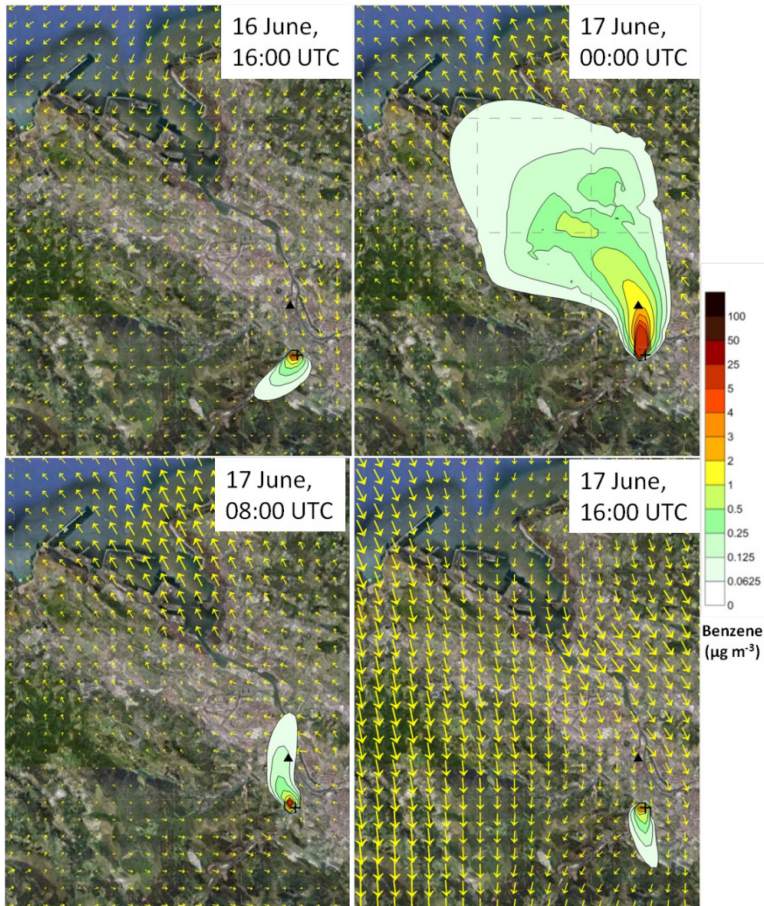 16 June,
16:00 UTC
17 June,
00:00 UTC
17 June,
08:00 UTC
17 June,
16:00 UTC
100
50
25
5
4
3
2
1
0.5
0.25
0.125
0.0625
0
Benzene
(µg m⁻³)